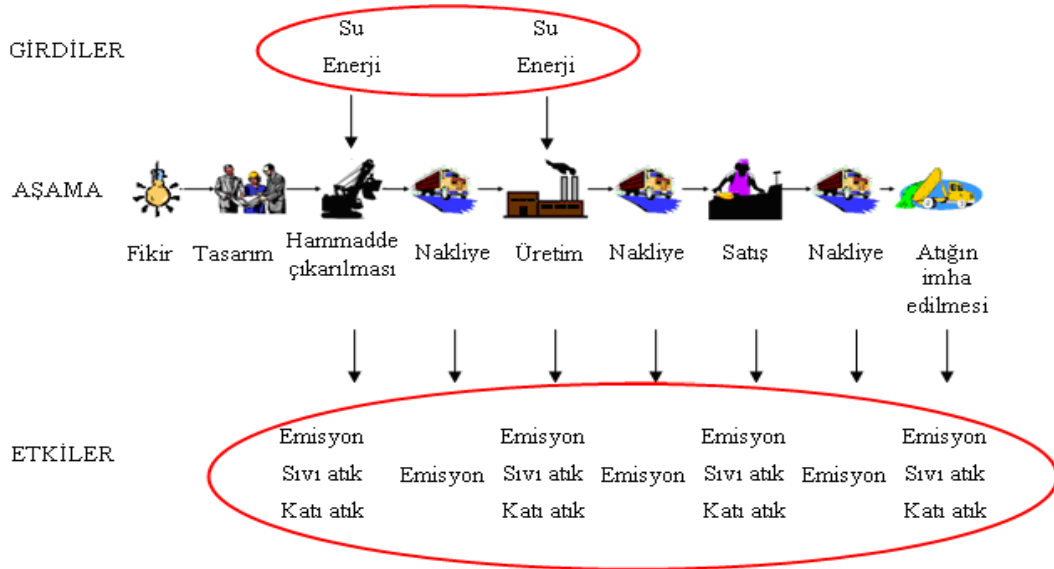 GİRDİLER
Su Su
Enerji Enerji
AŞAMA
Fikir Tasarım Hammadde Nakliye Üretim Nakliye Satış Nakliye Atığın
çıkarılması imha
edilmesi
ETKİLER
Emisyon Emisyon Emisyon Emisyon
Sıvı atık Emisyon Sıvı atık Emisyon Sıvı atık Emisyon Sıvı atık
Katı atık Katı atık Katı atık Katı atık